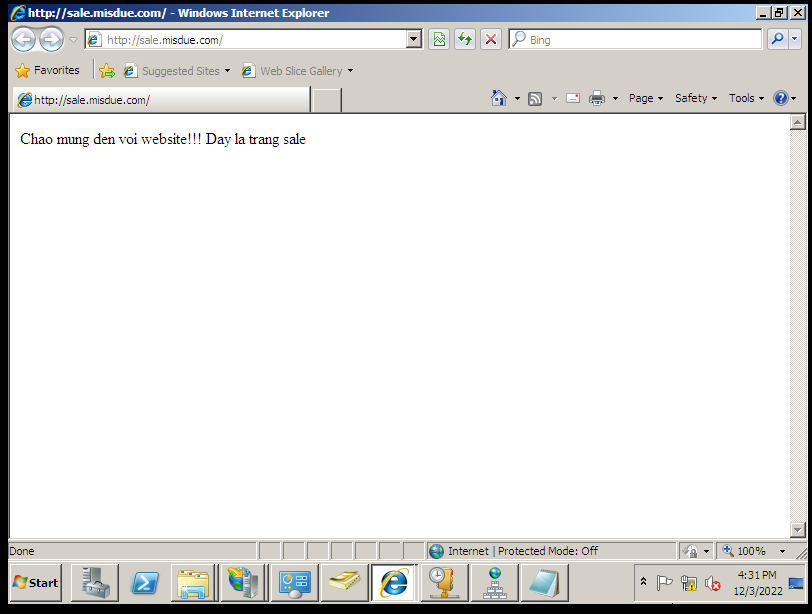 http://sale.misdue.com/ - Windows Internet Explorer
http://sale.misdue.com/ Bing
Favorites Suggested Sites Web Slice Gallery
http://sale.misdue.com/ Page Safety Tools
Chao mung den voi website!!! Day la trang sale
Done Internet | Protected Mode: Off 100%
Start 4:31 PM
12/3/2022